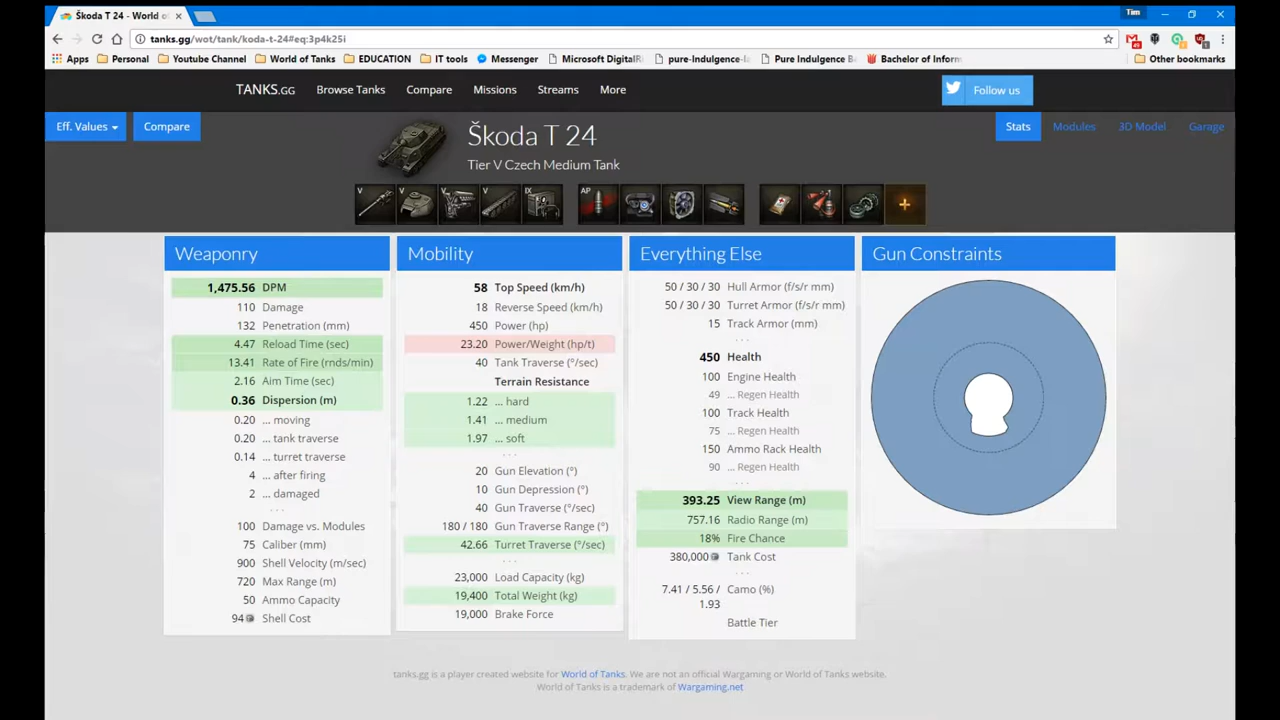 Škoda T 24 - World of
Tim
tanks.gg/wot/tank/koda-t-24#eq:3p4k25i
Apps Personal Youtube Channel World of Tanks EDUCATION IT tools Messenger Microsoft DigitalRi pure-Indulgence-la Pure Indulgence Ba Bachelor of Inform Other bookmarks
TANKS.GG Browse Tanks Compare Missions Streams More Follow us
Eff. Values Compare Škoda T 24 Stats Modules 3D Model Garage
Tier V Czech Medium Tank
V V V IX AP +
Weaponry
1,475.56 DPM
110 Damage
132 Penetration (mm)
4.47 Reload Time (sec)
13.41 Rate of Fire (rnds/min)
2.16 Aim Time (sec)
0.36 Dispersion (m)
0.20 ... moving
0.20 ... tank traverse
0.14 ... turret traverse
4 ... after firing
2 ... damaged
...
100 Damage vs. Modules
75 Caliber (mm)
900 Shell Velocity (m/sec)
720 Max Range (m)
50 Ammo Capacity
94 Shell Cost
Mobility
58 Top Speed (km/h)
18 Reverse Speed (km/h)
450 Power (hp)
23.20 Power/Weight (hp/t)
40 Tank Traverse (°/sec)
Terrain Resistance
1.22 ... hard
1.41 ... medium
1.97 ... soft
...
20 Gun Elevation (°)
10 Gun Depression (°)
40 Gun Traverse (°/sec)
180 / 180 Gun Traverse Range (°)
42.66 Turret Traverse (°/sec)
...
23,000 Load Capacity (kg)
19,400 Total Weight (kg)
19,000 Brake Force
Everything Else
50 / 30 / 30 Hull Armor (f/s/r mm)
50 / 30 / 30 Turret Armor (f/s/r mm)
15 Track Armor (mm)
450 Health
100 Engine Health
49 ... Regen Health
100 Track Health
75 ... Regen Health
150 Ammo Rack Health
90 ... Regen Health
...
393.25 View Range (m)
757.16 Radio Range (m)
18% Fire Chance
380,000 Tank Cost
...
7.41 / 5.56 / Camo (%)
1.93
Battle Tier
Gun Constraints
tanks.gg is a player created website for World of Tanks. We are not an official Wargaming or World of Tanks website.
World of Tanks is a trademark of Wargaming.net